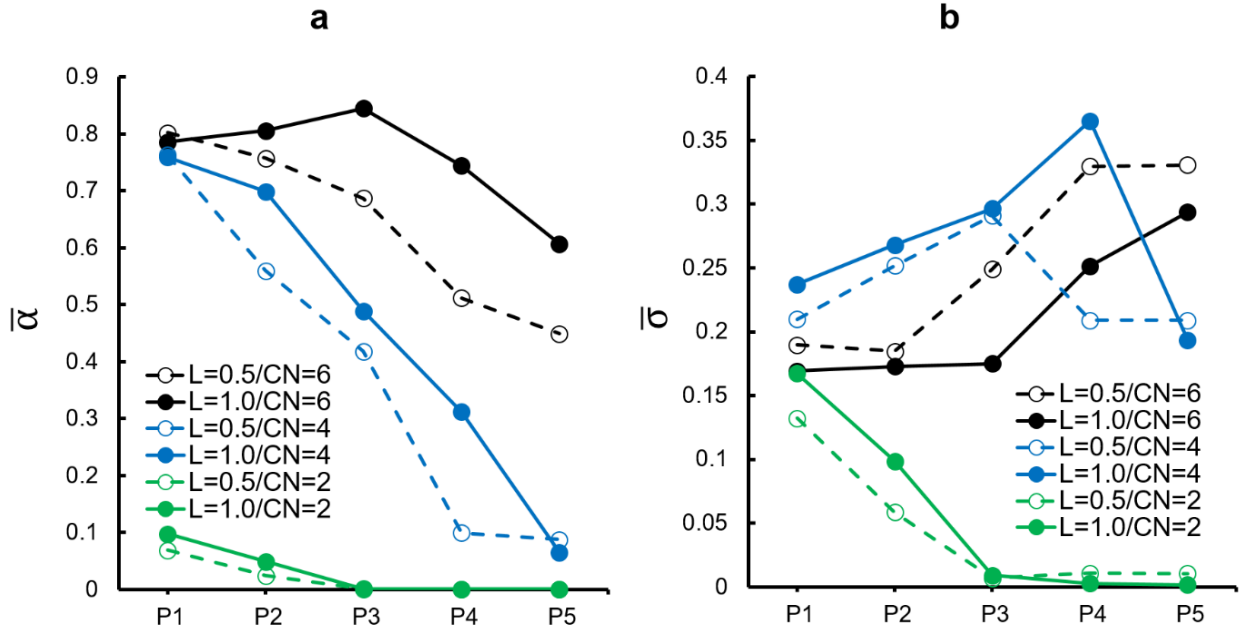 a
0.9
0.8
0.7
0.6
0.5
0.4
0.3
0.2
0.1
0
α̅
L=0.5/CN=6
L=1.0/CN=6
L=0.5/CN=4
L=1.0/CN=4
L=0.5/CN=2
L=1.0/CN=2
P1 P2 P3 P4 P5
b
0.4
0.35
0.3
0.25
0.2
0.15
0.1
0.05
0
σ̅
L=0.5/CN=6
L=1.0/CN=6
L=0.5/CN=4
L=1.0/CN=4
L=0.5/CN=2
L=1.0/CN=2
P1 P2 P3 P4 P5